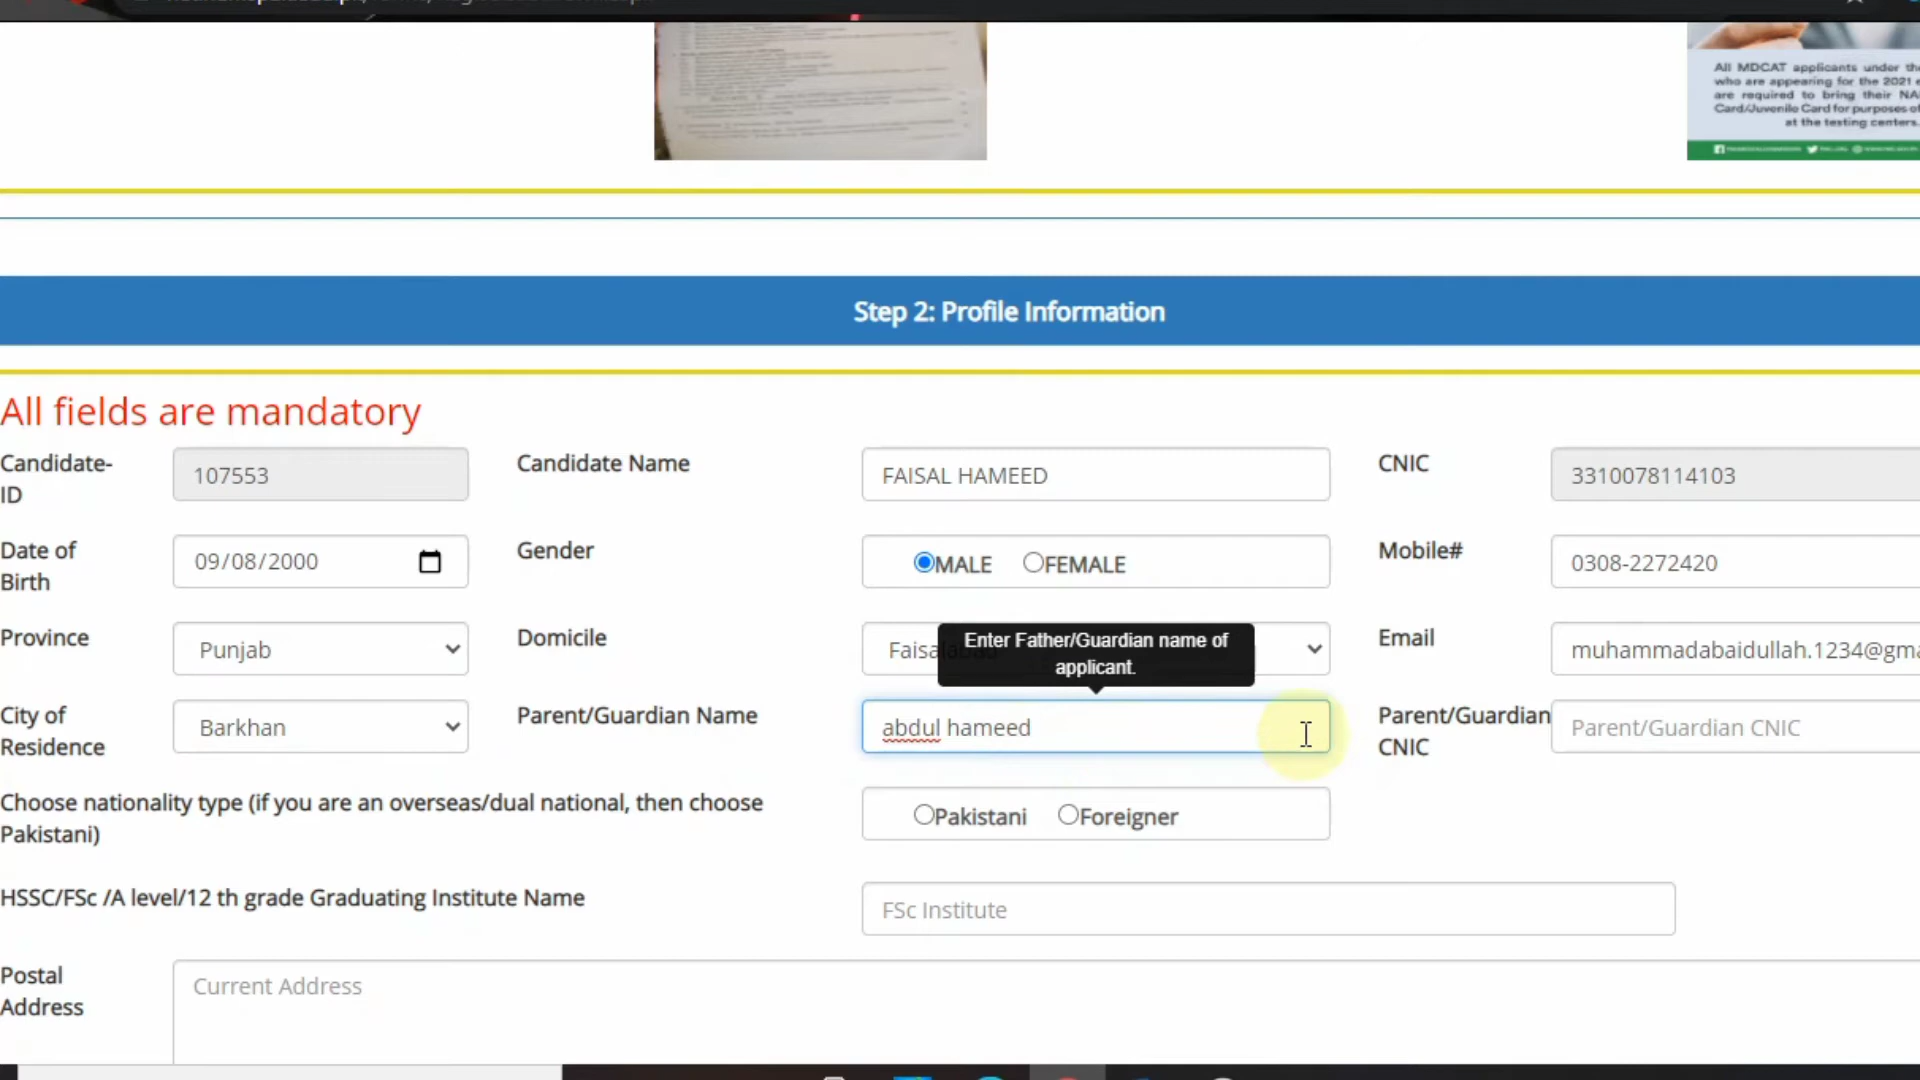 All MDCAT applicants under the
who are appearing for the 2021 e
are required to bring their NA
Card/Juvenile Card for purposes of
at the testing centers.
Step 2: Profile Information
All fields are mandatory
Candidate-
ID
107553
Candidate Name
FAISAL HAMEED
CNIC
3310078114103
Date of
Birth
09/08/2000
Gender
MALE
FEMALE
Mobile#
0308-2272420
Province
Punjab
Domicile
Enter Father/Guardian name of
applicant.
Email
muhammadabaidullah.1234@gma
City of
Residence
Barkhan
Parent/Guardian Name
abdul hameed
Parent/Guardian
CNIC
Parent/Guardian CNIC
Choose nationality type (if you are an overseas/dual national, then choose
Pakistani)
Pakistani
Foreigner
HSSC/FSc /A level/12 th grade Graduating Institute Name
FSc Institute
Postal
Address
Current Address